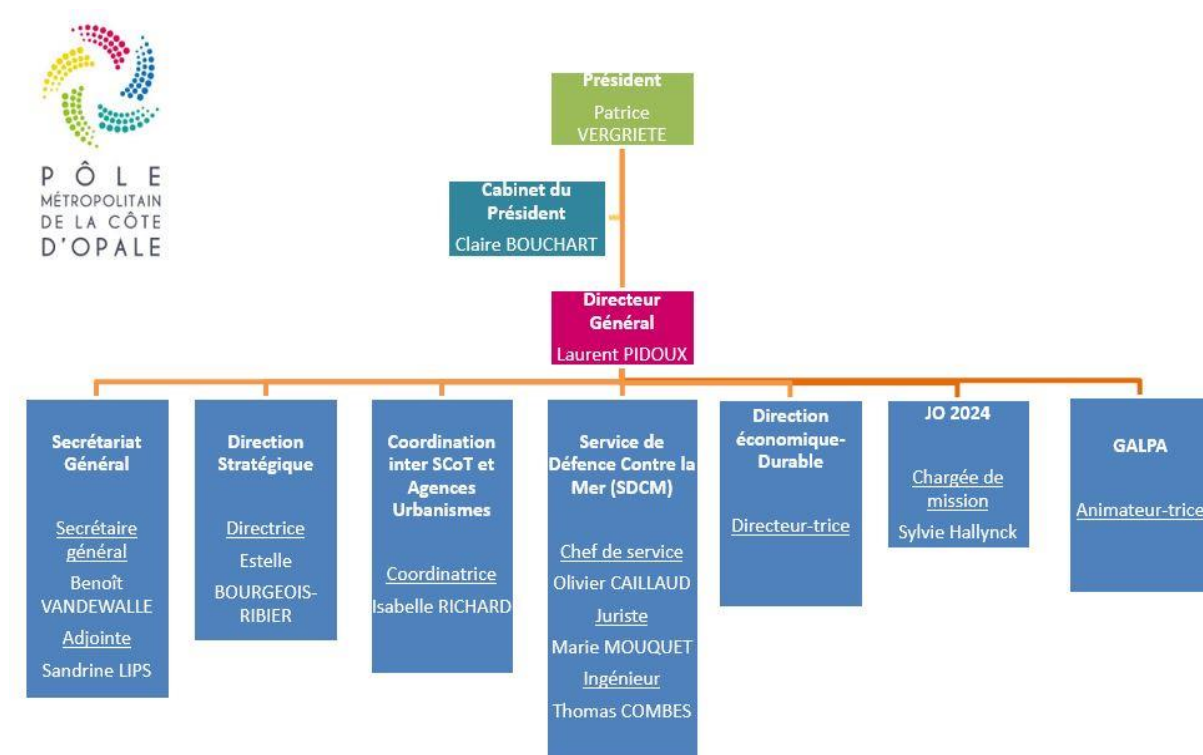 PÔLE
MÉTROPOLITAIN
DE LA CÔTE
D'OPALE
Président
Patrice
VERGRIETE
Cabinet du
Président
Claire BOUCHART
Directeur
Général
Laurent PIDOUX
Secrétariat
Général
Secrétaire
général
Benoît
VANDEWALLE
Adjointe
Sandrine LIPS
Direction
Stratégique
Directrice
Estelle
BOURGEOIS-
RIBIER
Coordination
inter SCoT et
Agences
Urbanismes
Coordinatrice
Isabelle RICHARD
Service de
Défence Contre la
Mer (SDCM)
Chef de service
Olivier CAILLAUD
Juriste
Marie MOUQUET
Ingénieur
Thomas COMBES
Direction
économique-
Durable
Directeur-trice
JO 2024
Chargée de
mission
Sylvie Hallynck
GALPA
Animateur-trice